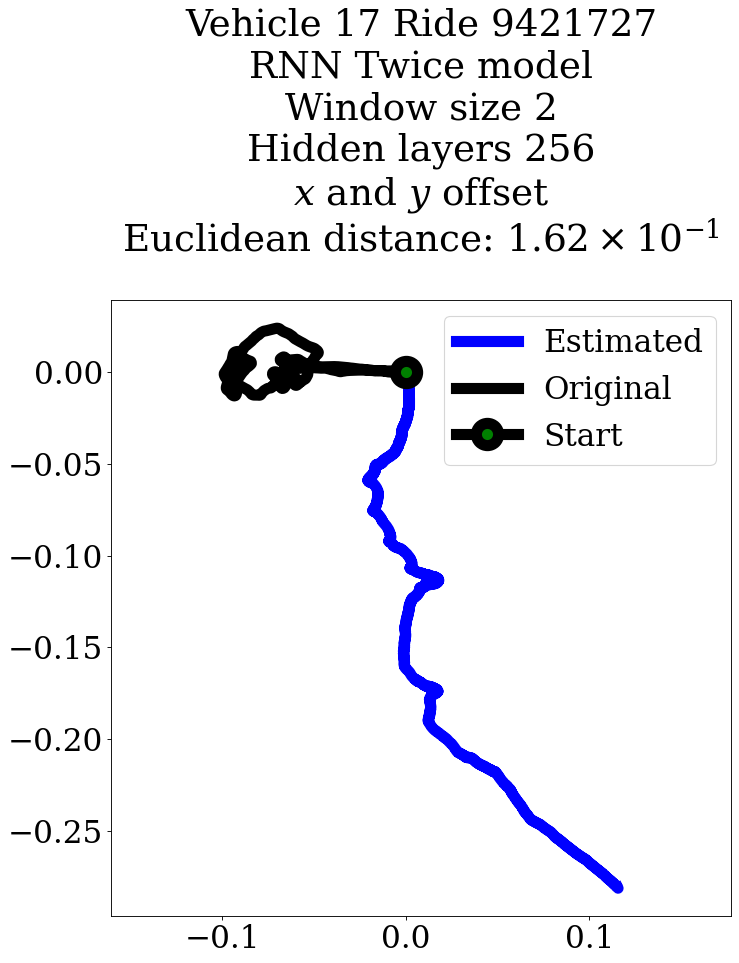 Vehicle 17 Ride 9421727
RNN Twice model
Window size 2
Hidden layers 256
x and y offset
Euclidean distance: 1.62 × 10⁻¹
Estimated
Original
Start
0.00
−0.05
−0.10
−0.15
−0.20
−0.25
−0.1 0.0 0.1